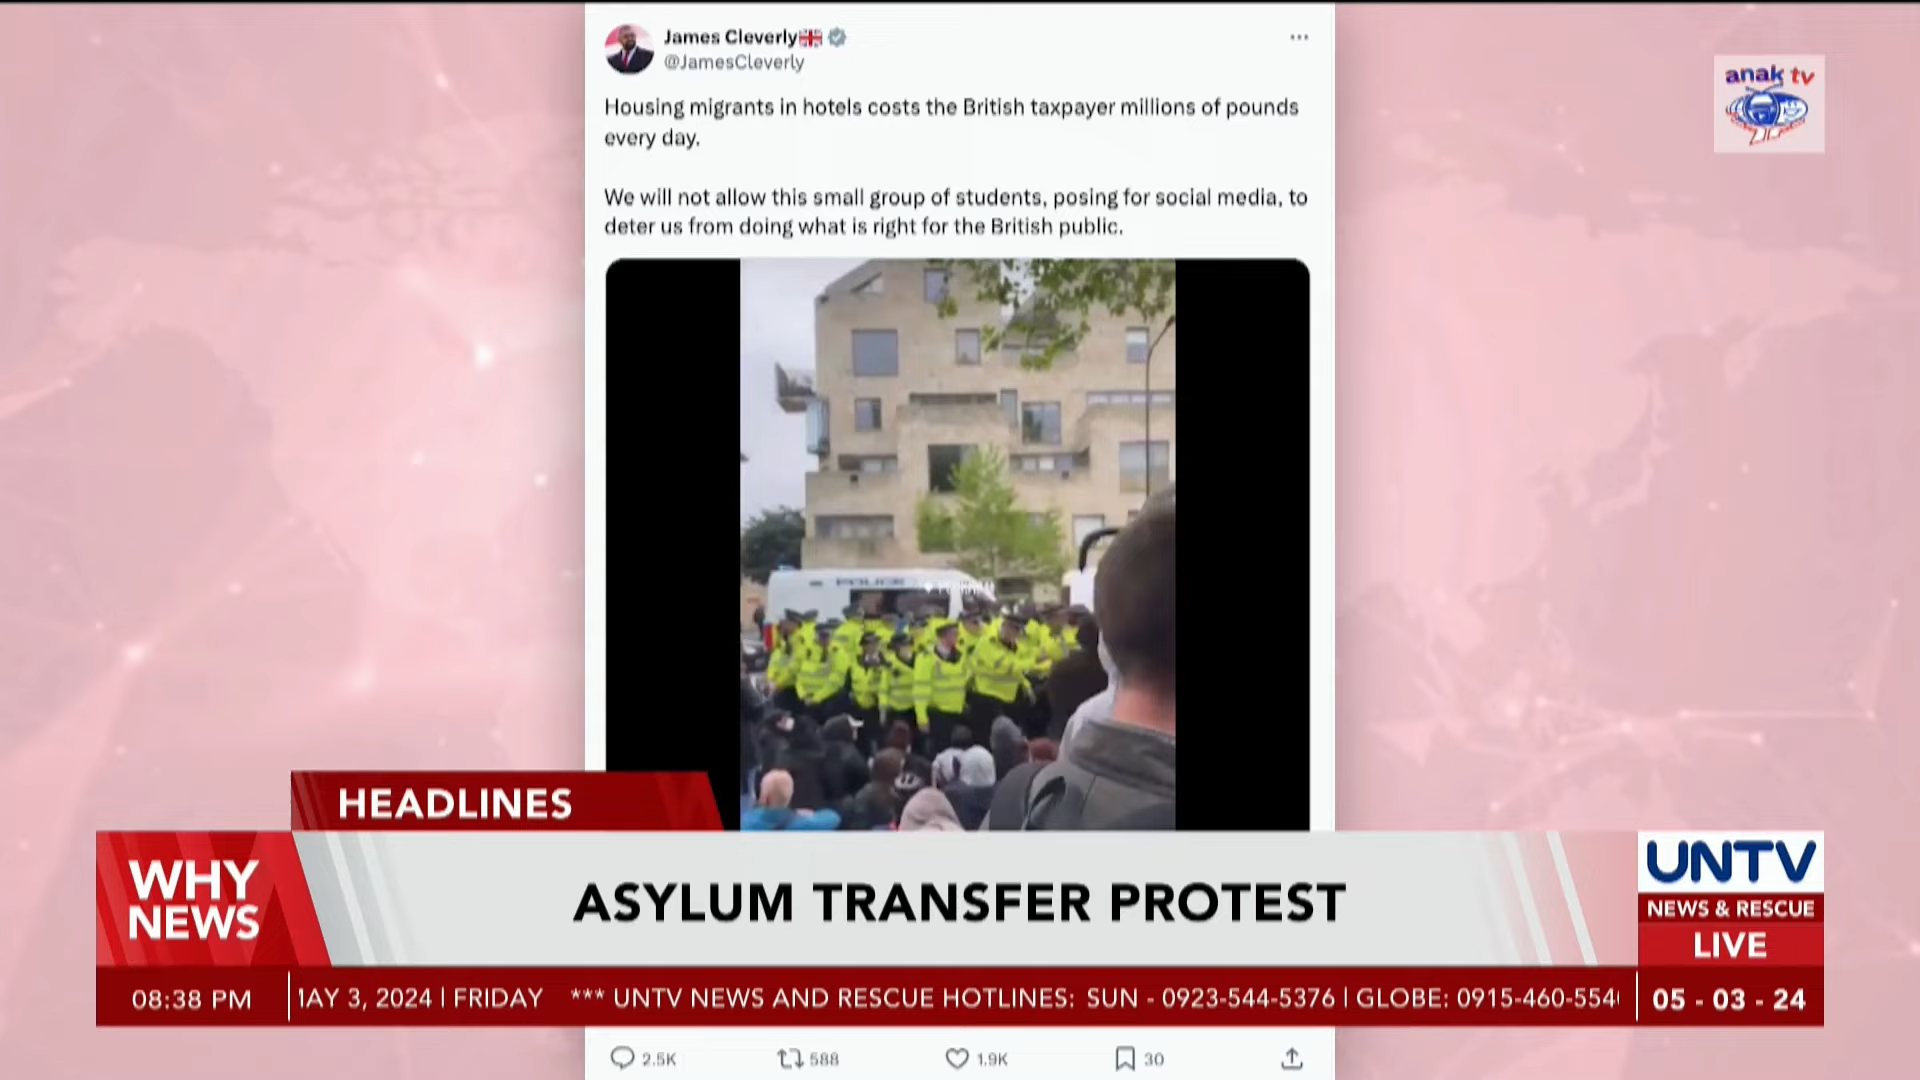 James Cleverly
@JamesCleverly
Housing migrants in hotels costs the British taxpayer millions of pounds
every day.
We will not allow this small group of students, posing for social media, to
deter us from doing what is right for the British public.
anak tv
POLICE
HEADLINES
WHY
NEWS
ASYLUM TRANSFER PROTEST
UNTV
NEWS & RESCUE
LIVE
08:38 PM
MAY 3, 2024 | FRIDAY *** UNTV NEWS AND RESCUE HOTLINES: SUN - 0923-544-5376 | GLOBE: 0915-460-554
05 - 03 - 24
2.5K
588
1.9K
30